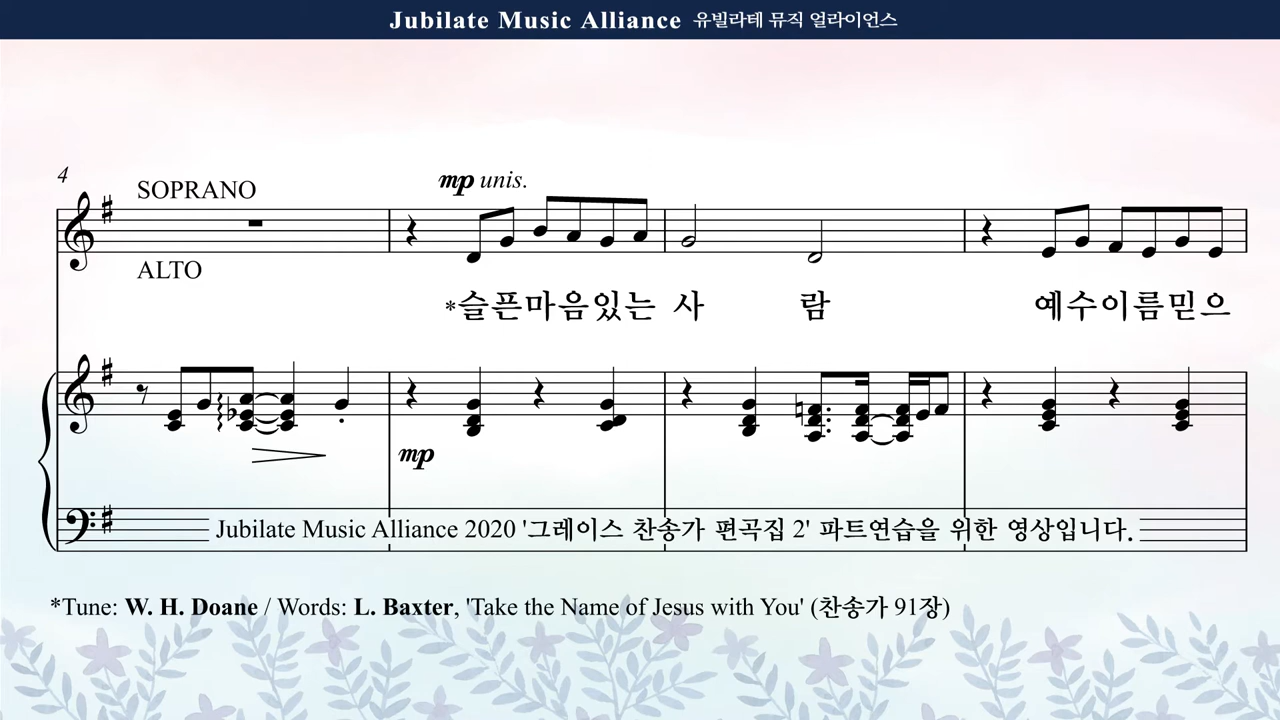 Jubilate Music Alliance 유빌라테 뮤직 얼라이언스
4
mp unis.
SOPRANO
ALTO
*슬픈마음있는 사 람 예수이름믿으
mp
Jubilate Music Alliance 2020 '그레이스 찬송가 편곡집 2' 파트연습을 위한 영상입니다.
*Tune: W. H. Doane / Words: L. Baxter, 'Take the Name of Jesus with You' (찬송가 91장)